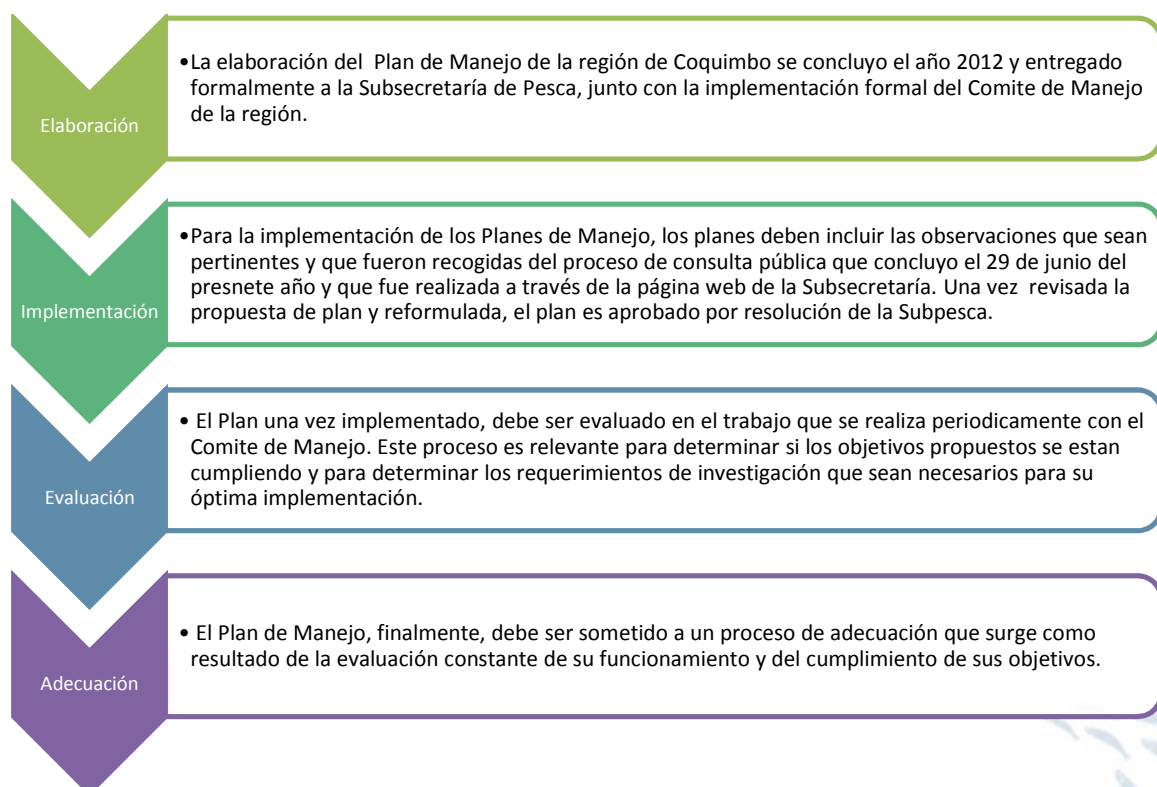 Elaboración
•La elaboración del  Plan de Manejo de la región de Coquimbo se concluyo el año 2012 y entregado
formalmente a la Subsecretaría de Pesca, junto con la implementación formal del Comite de Manejo
de la región.
Implementación
•Para la implementación de los Planes de Manejo, los planes deben incluir las observaciones que sean
pertinentes y que fueron recogidas del proceso de consulta pública que concluyo el 29 de junio del
presnete año y que fue realizada a través de la página web de la Subsecretaría. Una vez  revisada la
propuesta de plan y reformulada, el plan es aprobado por resolución de la Subpesca.
Evaluación
• El Plan una vez implementado, debe ser evaluado en el trabajo que se realiza periodicamente con el
Comite de Manejo. Este proceso es relevante para determinar si los objetivos propuestos se estan
cumpliendo y para determinar los requerimientos de investigación que sean necesarios para su
óptima implementación.
Adecuación
• El Plan de Manejo, finalmente, debe ser sometido a un proceso de adecuación que surge como
resultado de la evaluación constante de su funcionamiento y del cumplimiento de sus objetivos.